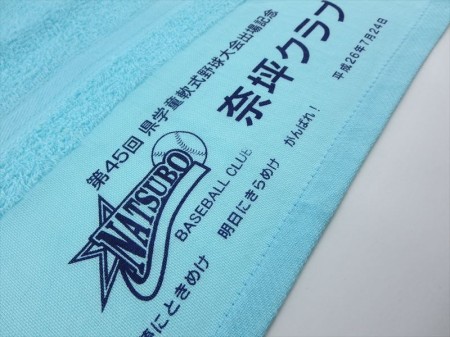 第45回 県学童軟式野球大会出場記念
奈坪クラブ
平成26年7月24日
NATSUBO
BASEBALL CLUB
にときめけ 明日にきらめけ がんばれ!